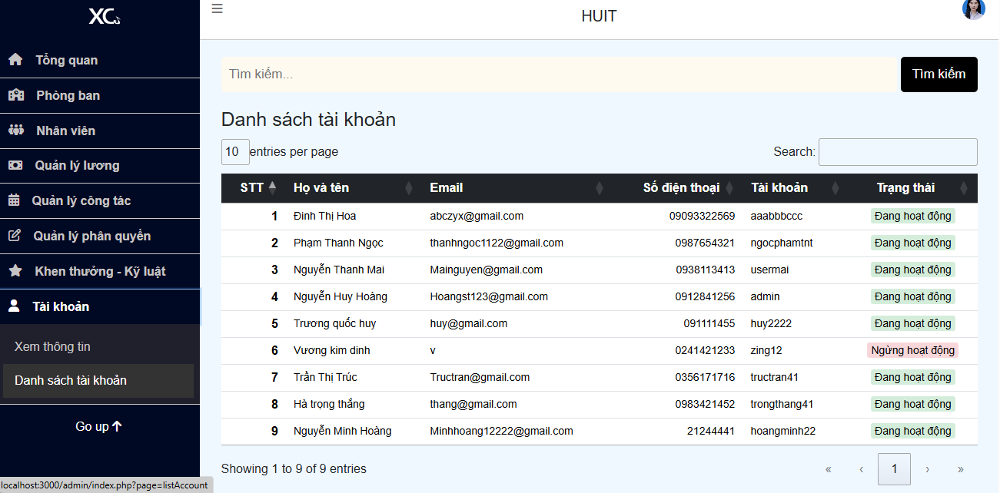 XC
HUIT
Tổng quan
Phòng ban
Nhân viên
Quản lý lương
Quản lý công tác
Quản lý phân quyền
Khen thưởng - Kỷ luật
Tài khoản
Xem thông tin
Danh sách tài khoản
Go up
localhost:3000/admin/index.php?page=listAccount
Tìm kiếm... Tìm kiếm
Danh sách tài khoản
10 entries per page Search:
STT Họ và tên Email Số điện thoại Tài khoản Trạng thái
1 Đinh Thị Hoa abczyx@gmail.com 09093322569 aaabbbccc Đang hoạt động
2 Phạm Thanh Ngọc thanhngoc1122@gmail.com 0987654321 ngocphamtnt Đang hoạt động
3 Nguyễn Thanh Mai Mainguyen@gmail.com 0938113413 usermai Đang hoạt động
4 Nguyễn Huy Hoàng Hoangst123@gmail.com 0912841256 admin Đang hoạt động
5 Trương quốc huy huy@gmail.com 091111455 huy2222 Đang hoạt động
6 Vương kim dinh v 0241421233 zing12 Ngừng hoạt động
7 Trần Thị Trúc Tructran@gmail.com 0356171716 tructran41 Đang hoạt động
8 Hà trọng thắng thang@gmail.com 0983421452 trongthang41 Đang hoạt động
9 Nguyễn Minh Hoàng Minhhoang12222@gmail.com 21244441 hoangminh22 Đang hoạt động
Showing 1 to 9 of 9 entries « ‹ 1 › »